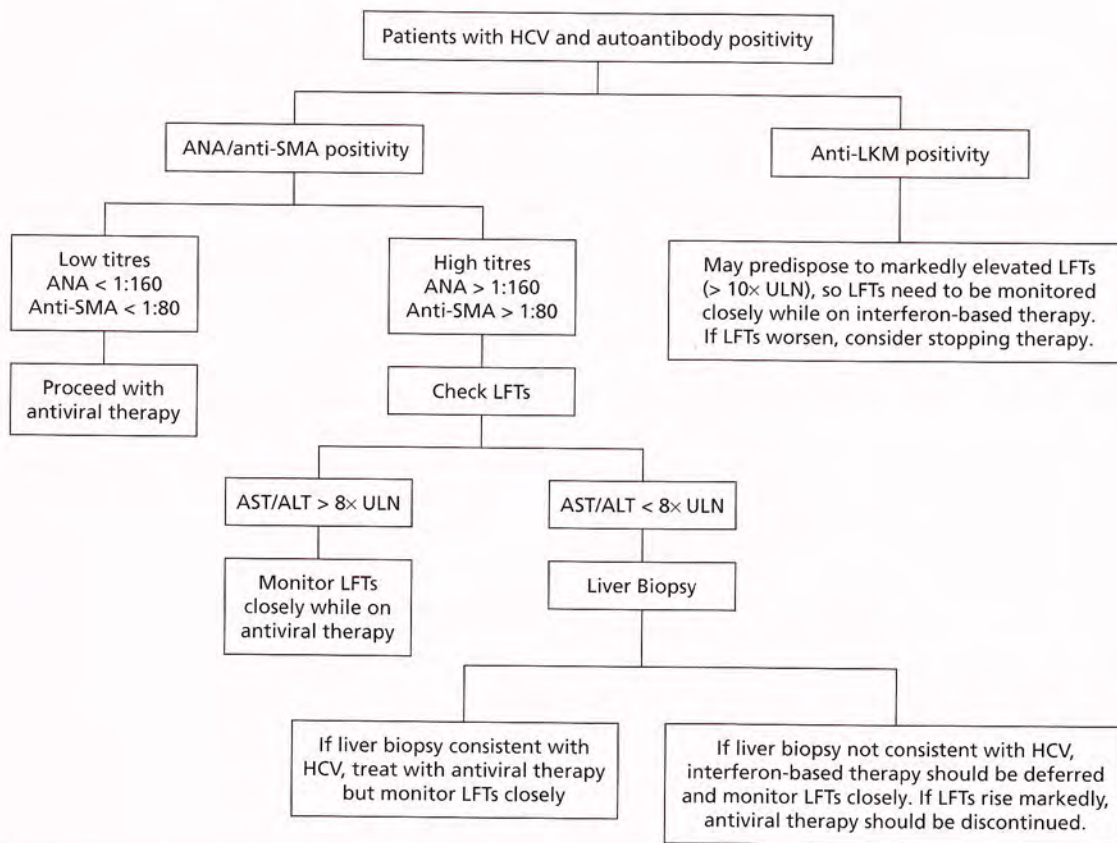 Patients with HCV and autoantibody positivity
ANA/anti-SMA positivity
Anti-LKM positivity
Low titres
ANA < 1:160
Anti-SMA < 1:80
High titres
ANA > 1:160
Anti-SMA > 1:80
May predispose to markedly elevated LFTs
(> 10× ULN), so LFTs need to be monitored
closely while on interferon-based therapy.
If LFTs worsen, consider stopping therapy.
Proceed with
antiviral therapy
Check LFTs
AST/ALT > 8× ULN
AST/ALT < 8× ULN
Monitor LFTs
closely while on
antiviral therapy
Liver Biopsy
If liver biopsy consistent with
HCV, treat with antiviral therapy
but monitor LFTs closely
If liver biopsy not consistent with HCV,
interferon-based therapy should be deferred
and monitor LFTs closely. If LFTs rise markedly,
antiviral therapy should be discontinued.